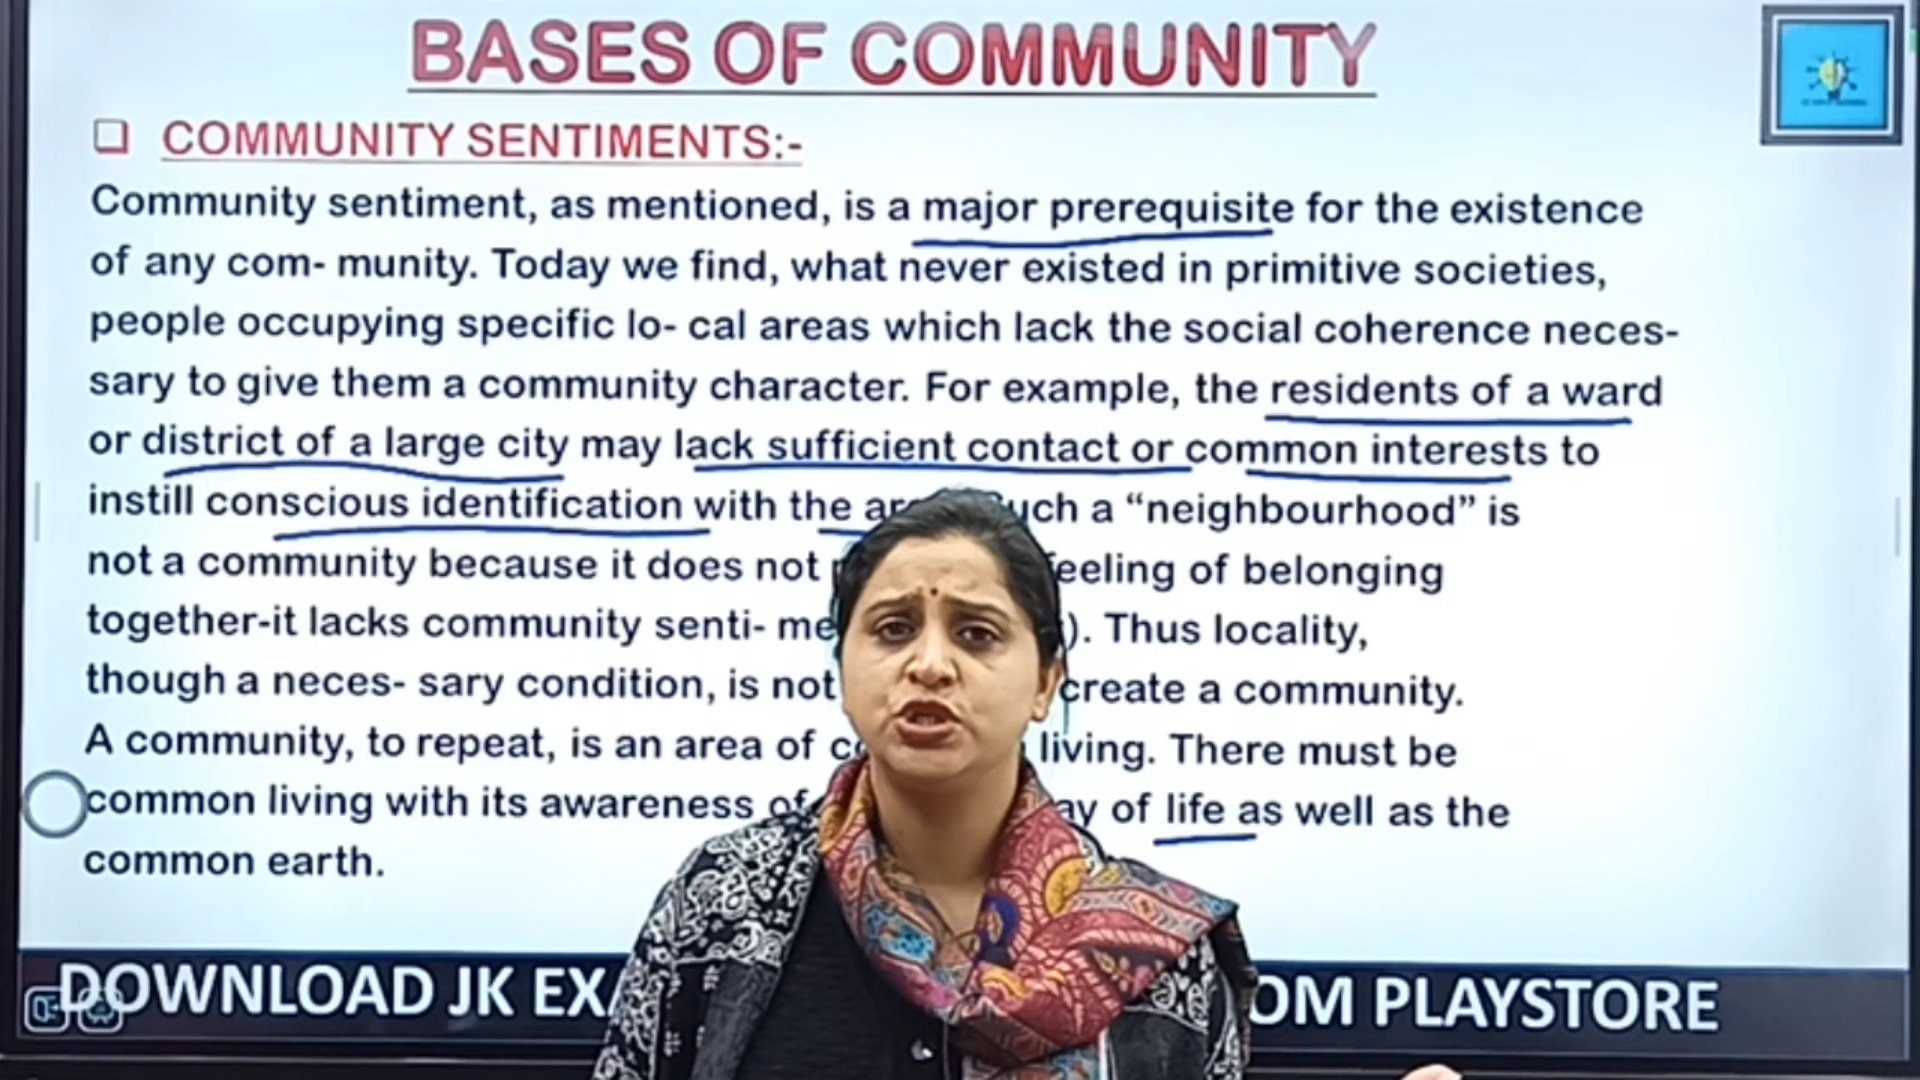 BASES OF COMMUNITY
COMMUNITY SENTIMENTS:-
Community sentiment, as mentioned, is a major prerequisite for the existence
of any com- munity. Today we find, what never existed in primitive societies,
people occupying specific lo- cal areas which lack the social coherence neces-
sary to give them a community character. For example, the residents of a ward
or district of a large city may lack sufficient contact or common interests to
instill conscious identification with the such a “neighbourhood” is
not a community because it does not feeling of belonging
together-it lacks community senti- ). Thus locality,
though a neces- sary condition, is not create a community.
A community, to repeat, is an area of living. There must be
common living with its awareness of of life as well as the
common earth.
DOWNLOAD JK PLAYSTORE